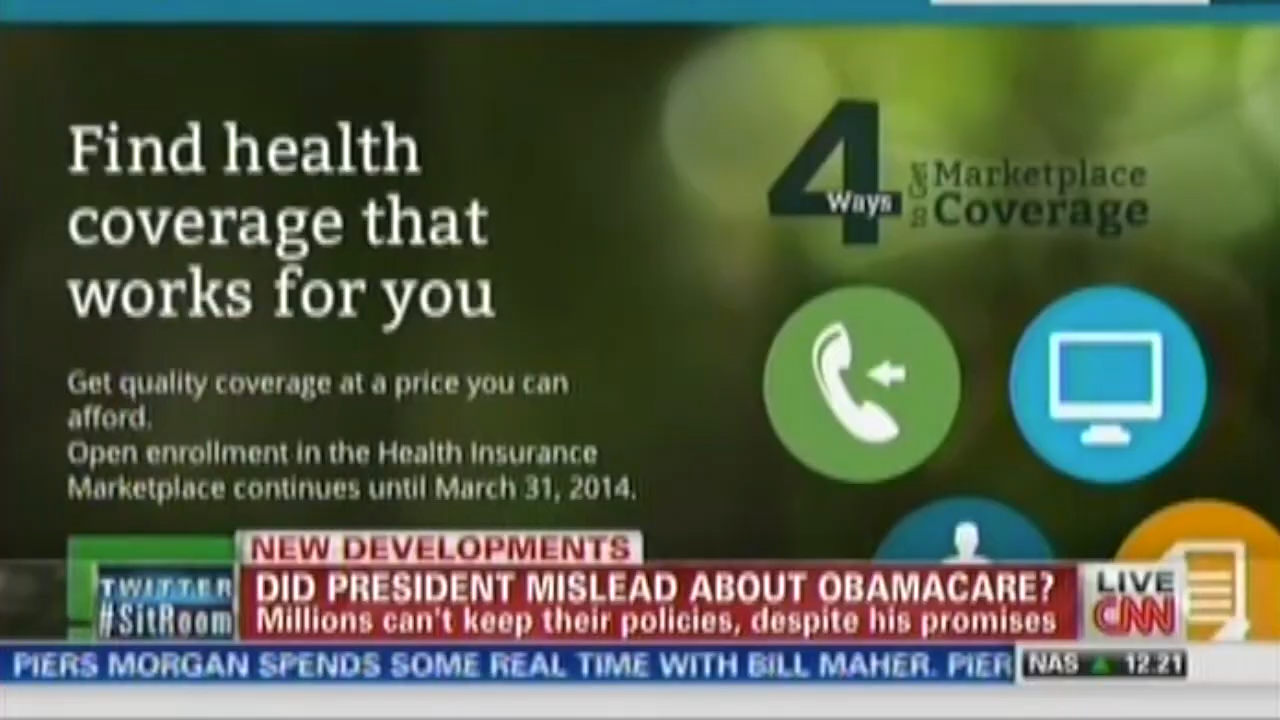 Find health
coverage that
works for you
4 Ways to Get Marketplace Coverage
Get quality coverage at a price you can
afford.
Open enrollment in the Health Insurance
Marketplace continues until March 31, 2014.
NEW DEVELOPMENTS
TWITTER
#SitRoom
DID PRESIDENT MISLEAD ABOUT OBAMACARE?
Millions can't keep their policies, despite his promises
LIVE
CNN
PIERS MORGAN SPENDS SOME REAL TIME WITH BILL MAHER. PIER
NAS ▲ 12.21